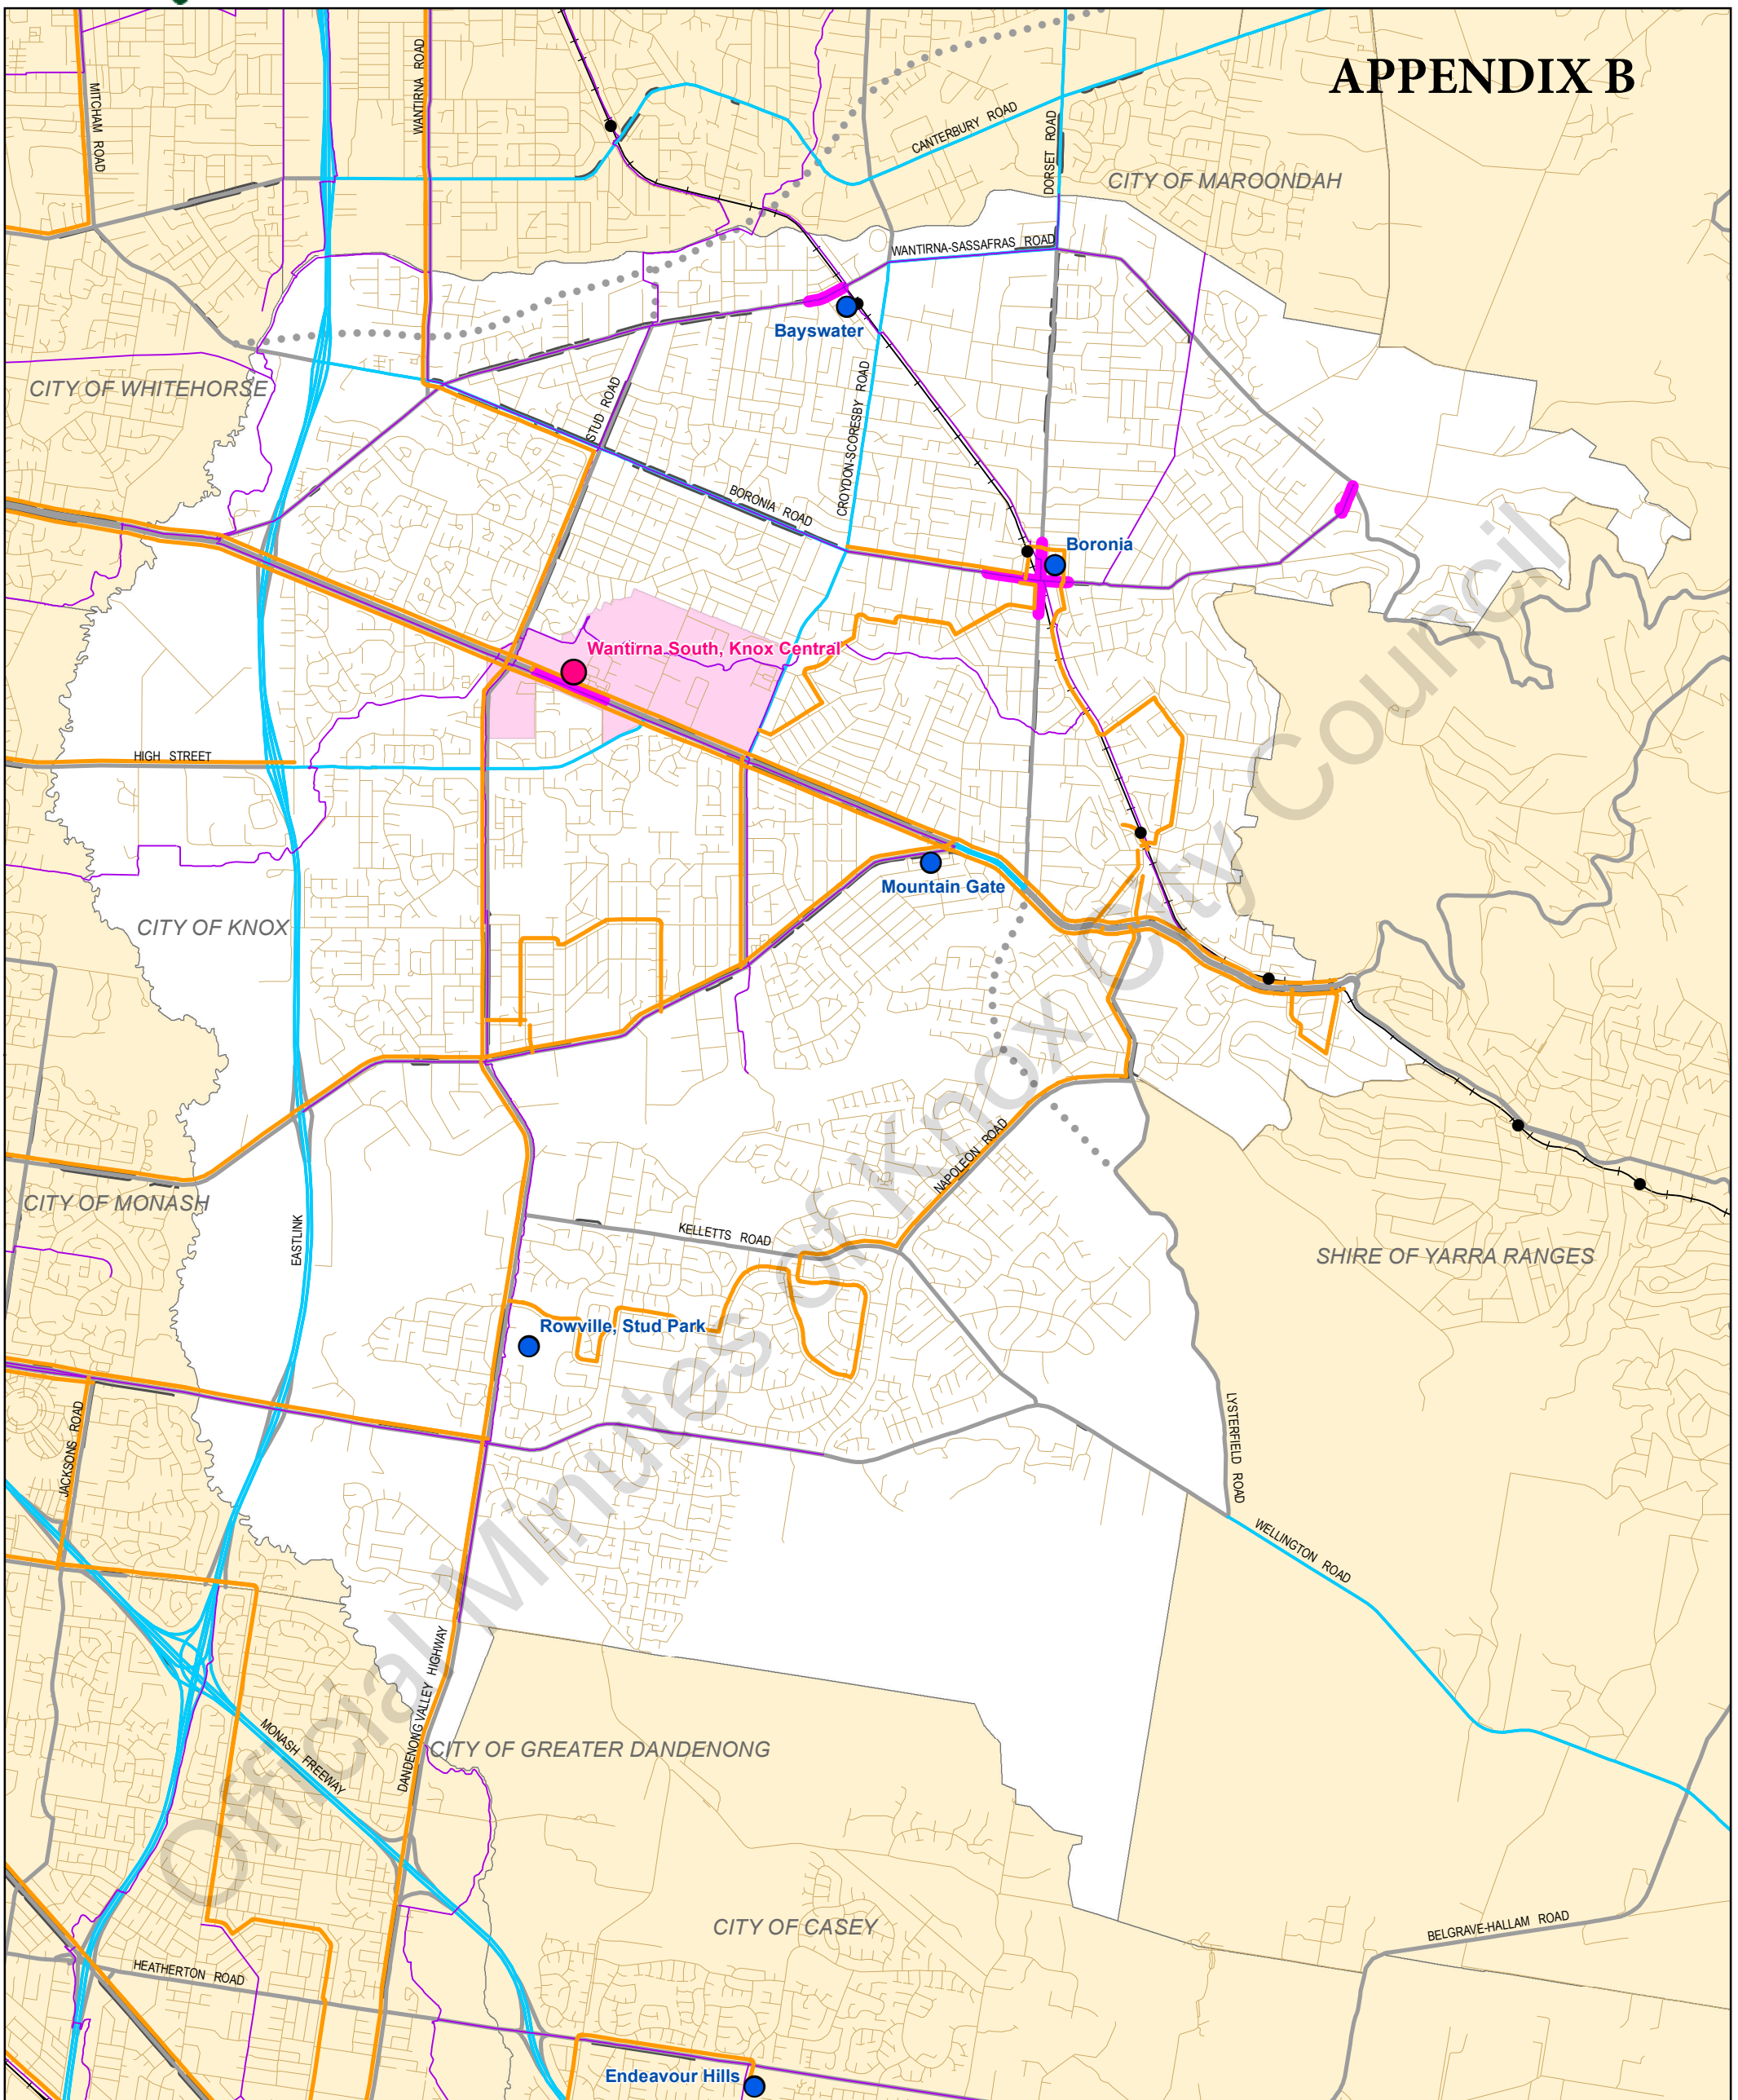 APPENDIX B
MITCHAM ROAD
WANTIRNA ROAD
CANTERBURY ROAD
DORSET ROAD
CITY OF MAROONDAH
WANTIRNA-SASSAFRAS ROAD
Bayswater
CITY OF WHITEHORSE
STUD ROAD
CROYDON-SCORESBY ROAD
BORONIA ROAD
Boronia
Wantirna South, Knox Central
HIGH STREET
Mountain Gate
CITY OF KNOX
NAPOLEON ROAD
CITY OF MONASH
EASTLINK
KELLETTS ROAD
SHIRE OF YARRA RANGES
Rowville, Stud Park
JACKSONS ROAD
LYSTERFIELD ROAD
WELLINGTON ROAD
DANDENONG VALLEY HIGHWAY
MONASH FREEWAY
CITY OF GREATER DANDENONG
CITY OF CASEY
BELGRAVE-HALLAM ROAD
HEATHERTON ROAD
Endeavour Hills
Official Minutes of Knox City Council